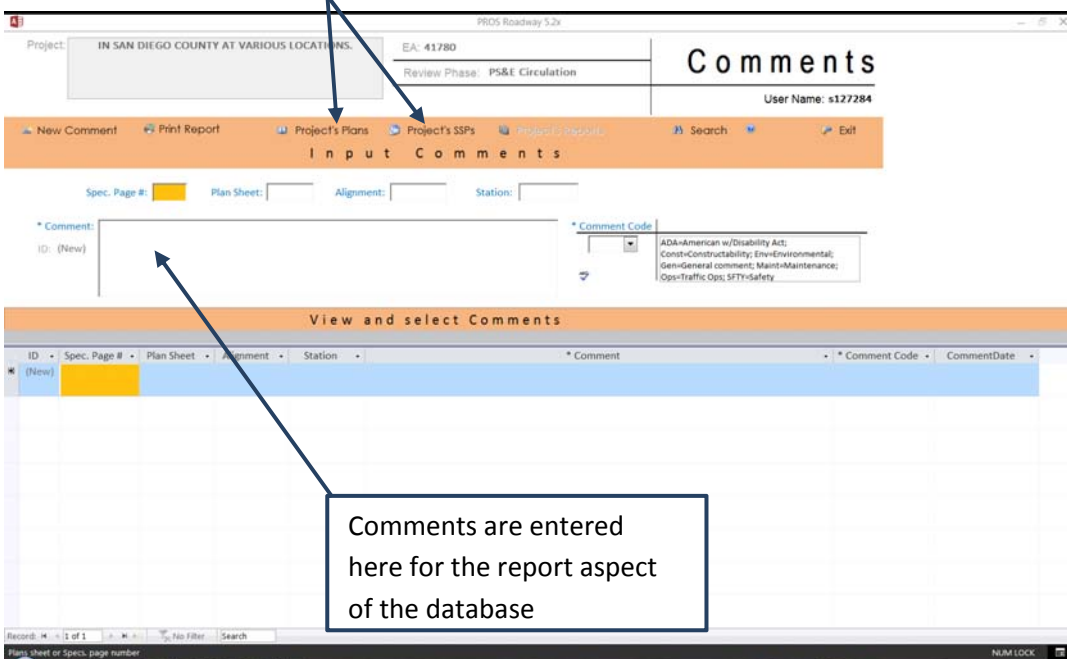 PROS Roadway 5.2x
Project: IN SAN DIEGO COUNTY AT VARIOUS LOCATIONS.
EA: 41780
Review Phase: PS&E Circulation
Comments
User Name: s127284
New Comment Print Report Project's Plans Project's SSPs Project's Reports Search Exit
Input Comments
Spec. Page #: Plan Sheet: Alignment: Station:
* Comment:
ID: (New)
* Comment Code
ADA=American w/Disability Act;
Const=Constructability; Env=Environmental;
Gen=General comment; Maint=Maintenance;
Ops=Traffic Ops; SFTY=Safety
View and select Comments
ID Spec. Page # Plan Sheet Alignment Station * Comment * Comment Code CommentDate
(New)
Comments are entered
here for the report aspect
of the database
Record: 1 of 1 No Filter Search
Plans sheet or Specs. page number NUM LOCK